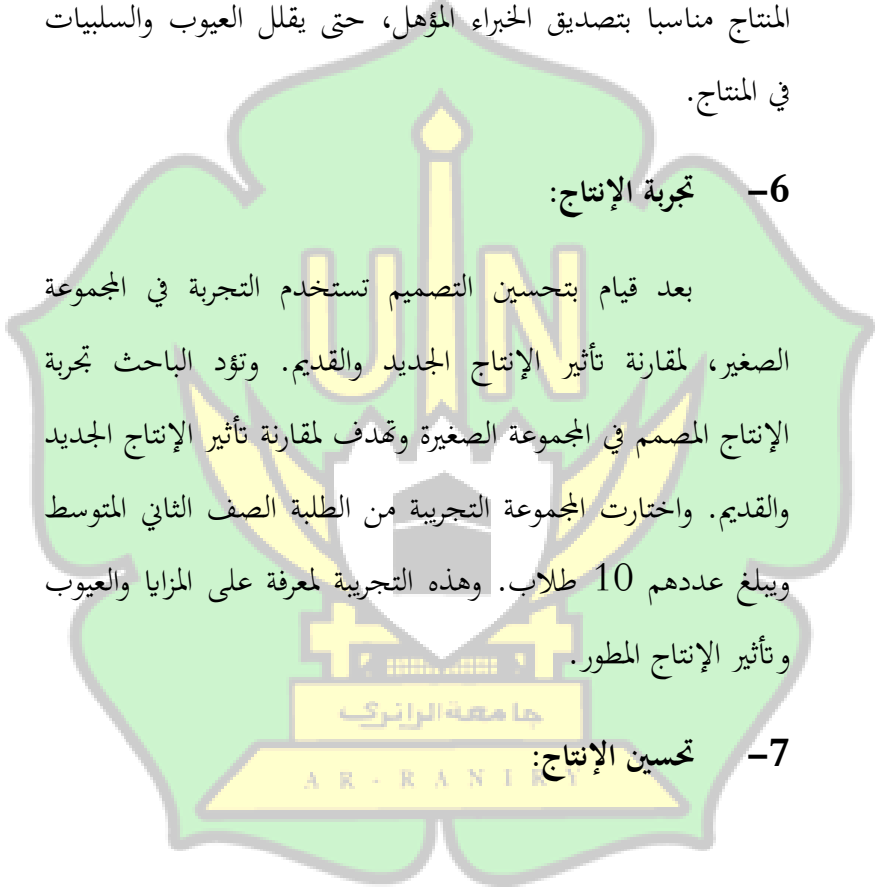 المنتاج مناسبا بتصديق الخبراء المؤهل، حتى يقلل العيوب والسلبيات
في المنتاج.
6– تجربة الإنتاج:
بعد قيام بتحسين التصميم تستخدم التجربة في المجموعة
الصغير، لمقارنة تأثير الإنتاج الجديد والقديم. وتؤد الباحث تجربة
الإنتاج المصمم في المجموعة الصغيرة وتهدف لمقارنة تأثير الإنتاج الجديد
والقديم. واختارت المجموعة التجريبة من الطلبة الصف الثاني المتوسط
ويبلغ عددهم 10 طلاب. وهذه التجريبة لمعرفة على المزايا والعيوب
وتأثير الإنتاج المطور.
7– تحسين الإنتاج:
UIN
جامعة الرانري
AR - RANIRY